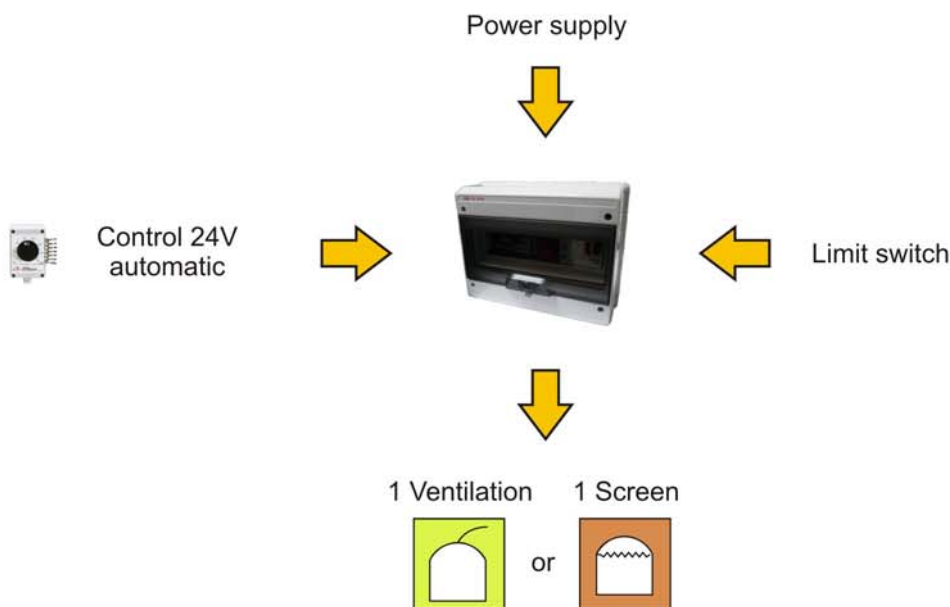 Power supply
Control 24V
automatic
Limit switch
1 Ventilation
1 Screen
or